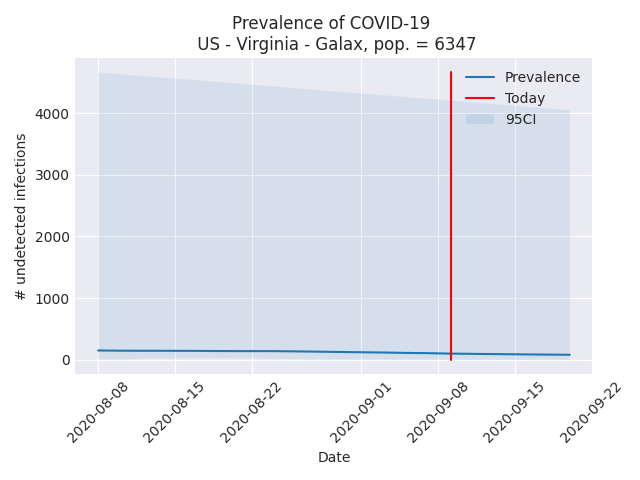 Prevalence of COVID-19
US - Virginia - Galax, pop. = 6347
Prevalence
Today
95CI
# undetected infections
4000
3000
2000
1000
0
2020-08-08
2020-08-15
2020-08-22
2020-09-01
2020-09-08
2020-09-15
2020-09-22
Date